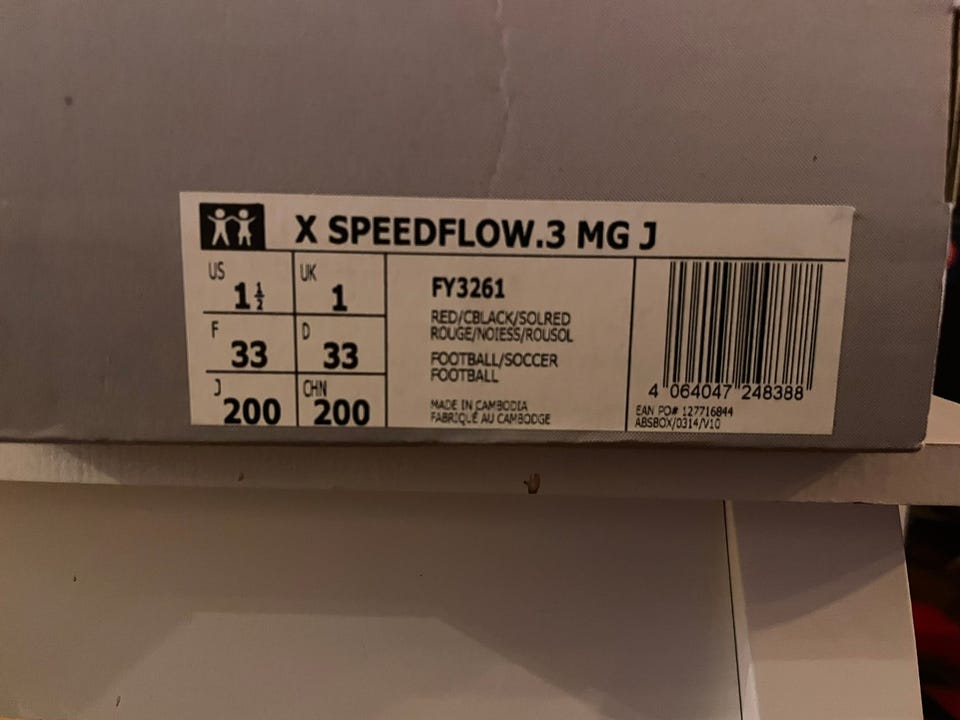 X SPEEDFLOW.3 MG J
US 1½ UK 1
F 33 D 33
J 200 CHN 200
FY3261
RED/CBLACK/SOLRED
ROUGE/NOIESS/ROUSOL
FOOTBALL/SOCCER
FOOTBALL
MADE IN CAMBODIA
FABRIQUÉ AU CAMBODGE
4 064047 248388
EAN PO# 127716844
ABSBOX/0314/V10